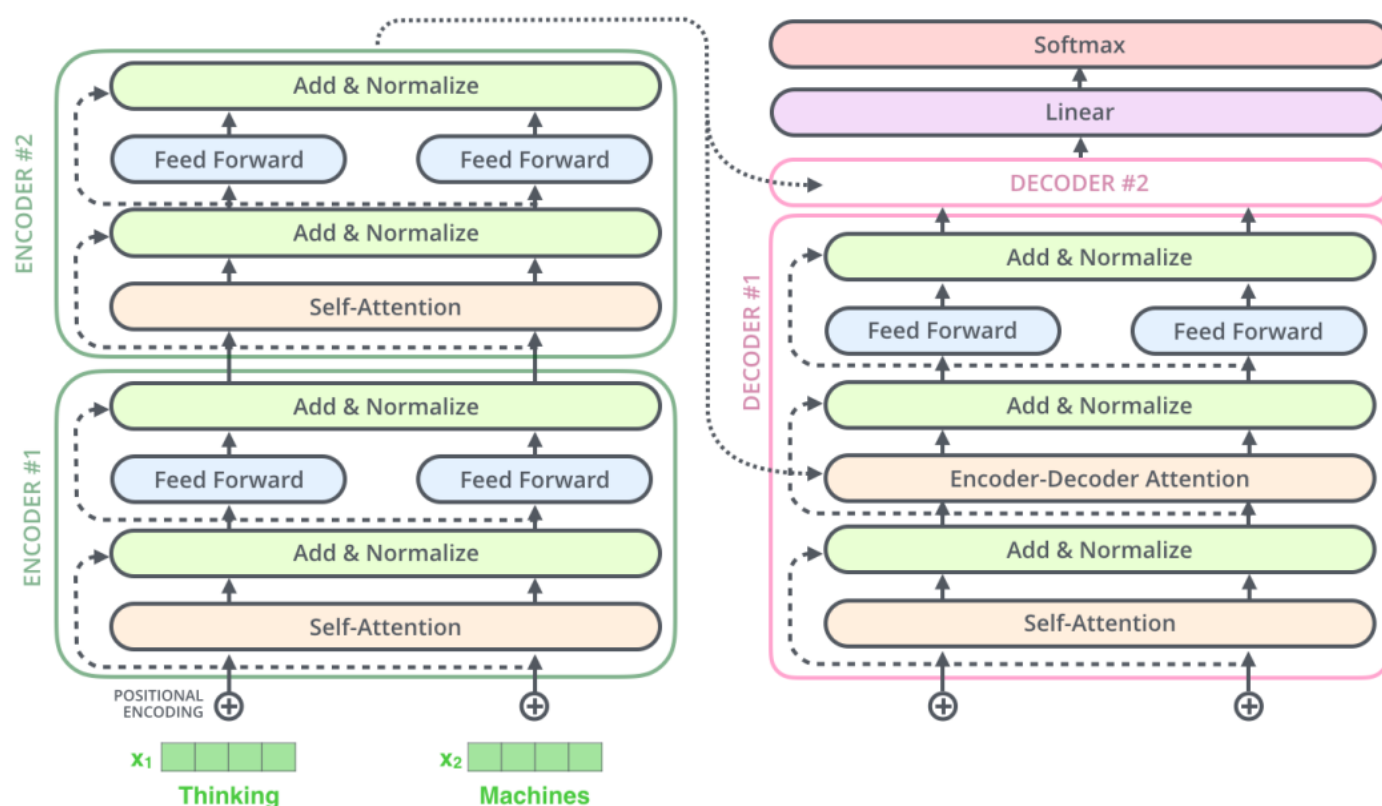 ENCODER #2
Add & Normalize
Feed Forward
Feed Forward
Add & Normalize
Self-Attention
ENCODER #1
Add & Normalize
Feed Forward
Feed Forward
Add & Normalize
Self-Attention
POSITIONAL
ENCODING
x1
x2
Thinking
Machines
Softmax
Linear
DECODER #2
DECODER #1
Add & Normalize
Feed Forward
Feed Forward
Add & Normalize
Encoder-Decoder Attention
Add & Normalize
Self-Attention